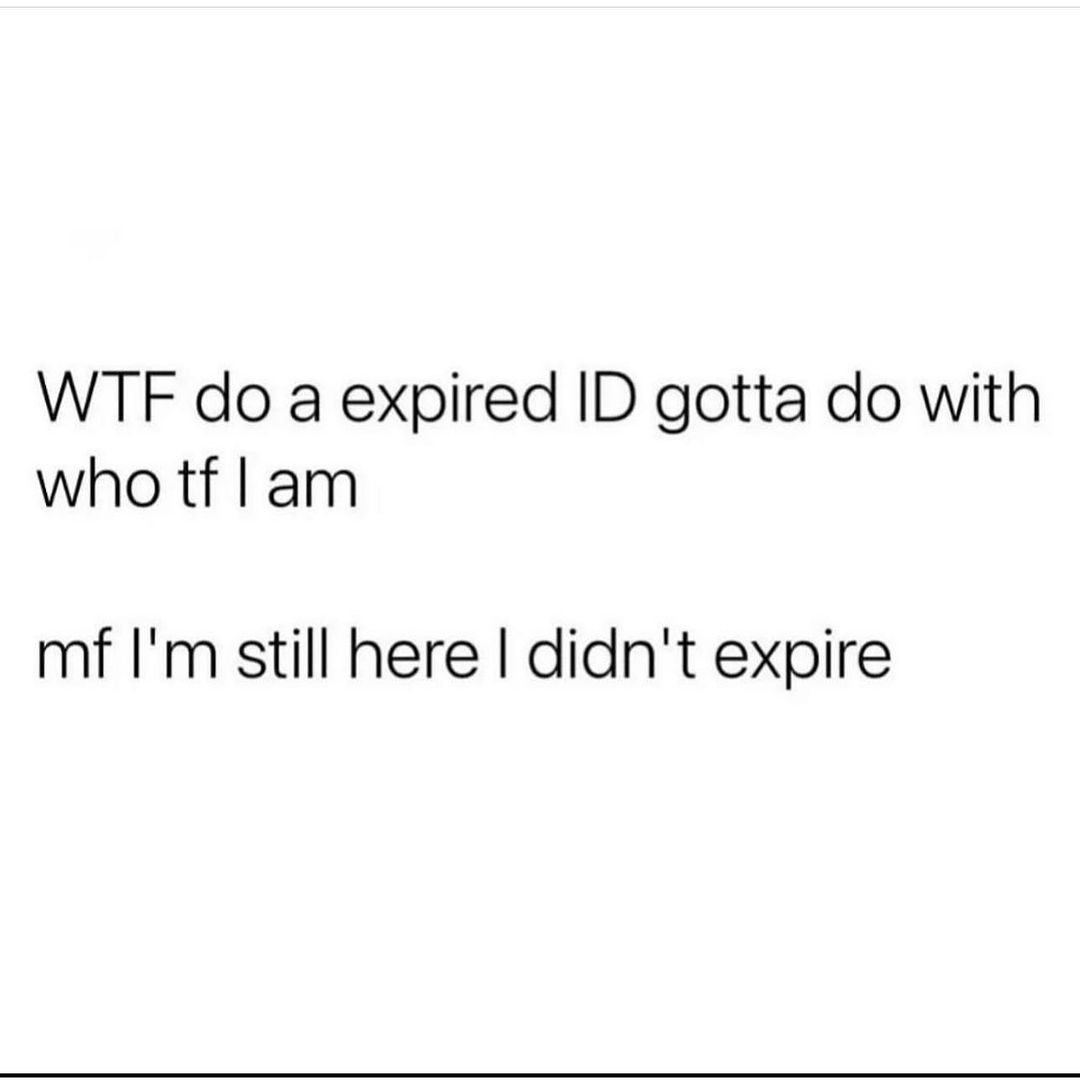 WTF do a expired ID gotta do with
who tf I am
mf I'm still here I didn't expire